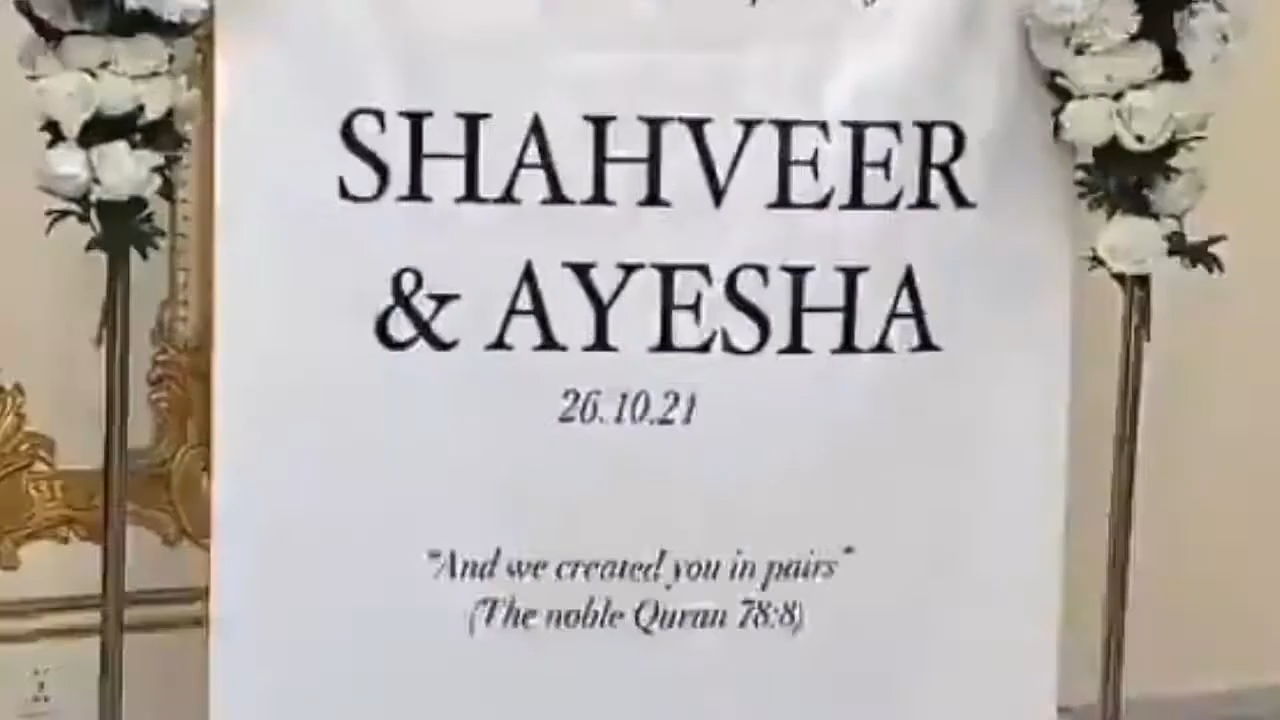 SHAHVEER
& AYESHA
26.10.21
"And we created you in pairs"
(The noble Quran 78:8)